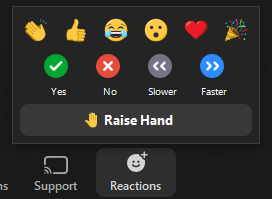 Yes No Slower Faster
Raise Hand
Support Reactions